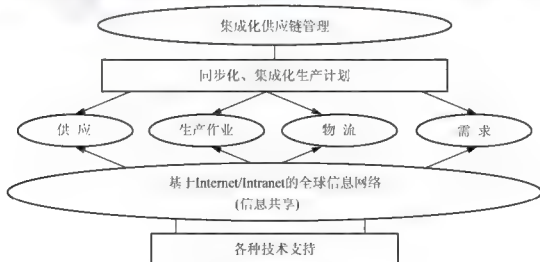 集成化供应链管理
同步化、集成化生产计划
供 应 生产作业 物 流 需 求
基于Internet/Intranet的全球信息网络
(信息共享)
各种技术支持